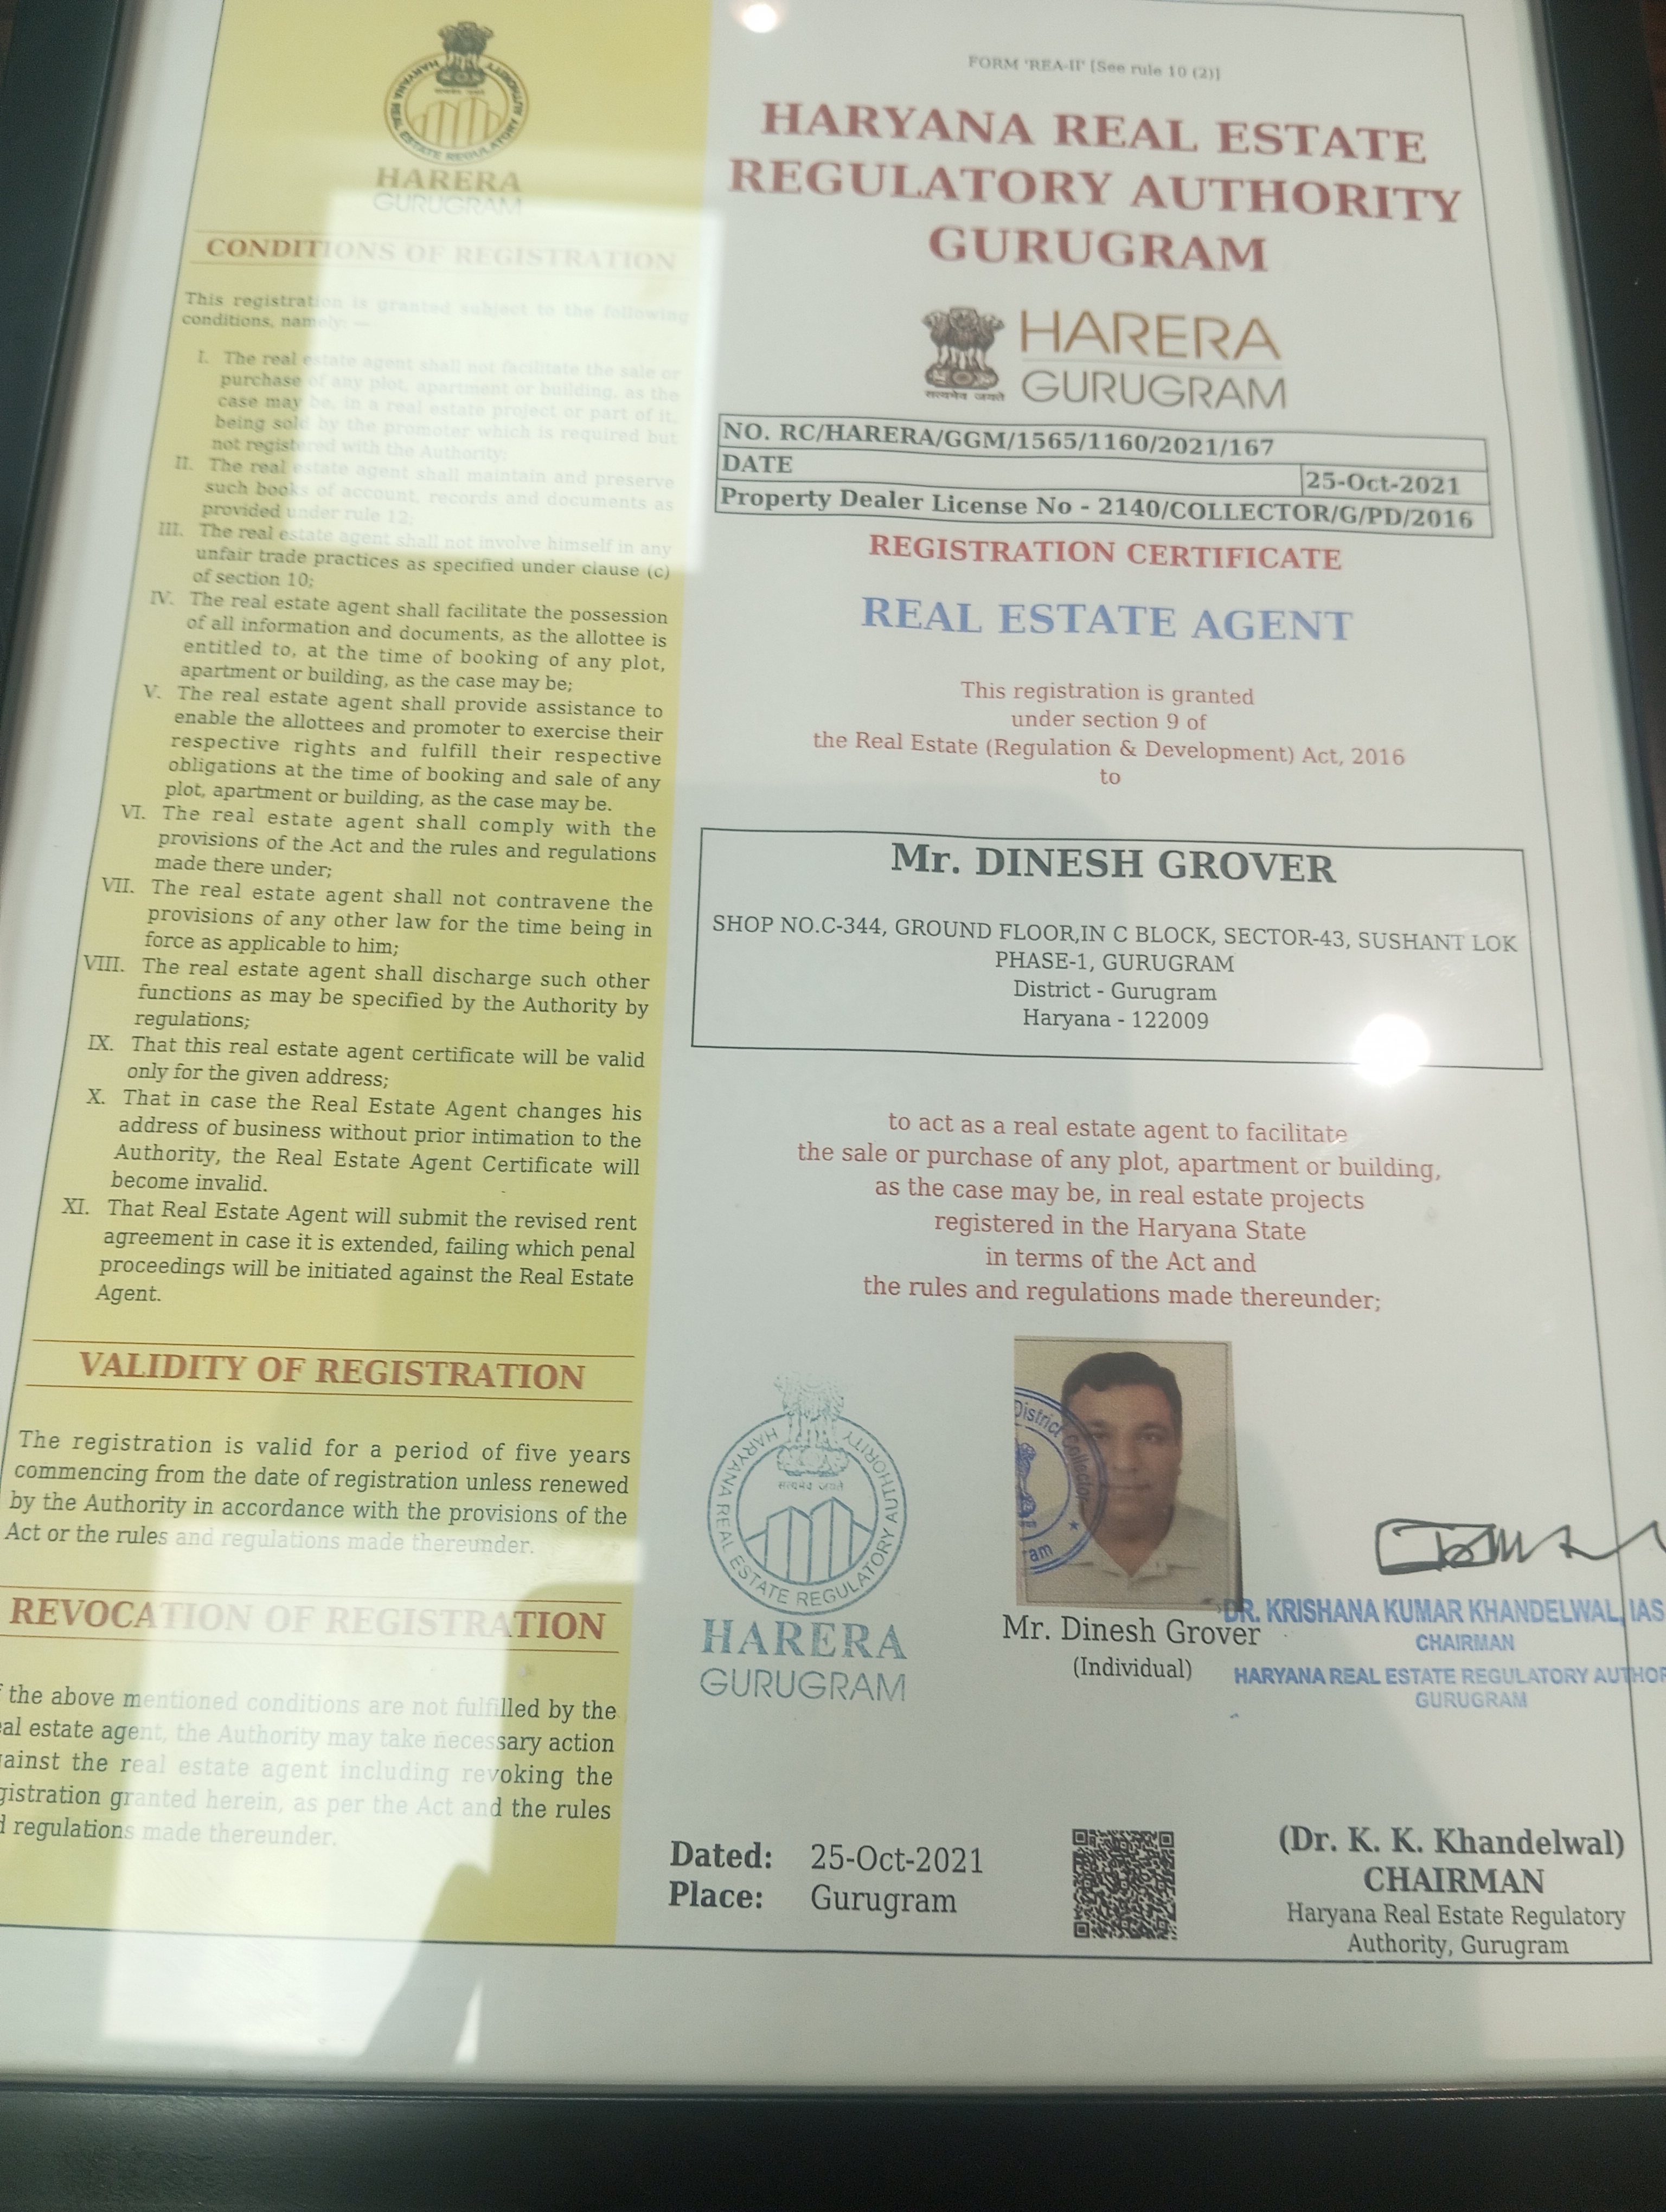 HARYANA REAL ESTATE REGULATORY AUTHORITY
HARERA
GURUGRAM
CONDITIONS OF REGISTRATION
This registration is granted subject to the following
conditions, namely: —
I. The real estate agent shall not facilitate the sale or
purchase of any plot, apartment or building, as the
case may be, in a real estate project or part of it,
being sold by the promoter which is required but
not registered with the Authority;
II. The real estate agent shall maintain and preserve
such books of account, records and documents as
provided under rule 12;
III. The real estate agent shall not involve himself in any
unfair trade practices as specified under clause (c)
of section 10;
IV. The real estate agent shall facilitate the possession
of all information and documents, as the allottee is
entitled to, at the time of booking of any plot,
apartment or building, as the case may be;
V. The real estate agent shall provide assistance to
enable the allottees and promoter to exercise their
respective rights and fulfill their respective
obligations at the time of booking and sale of any
plot, apartment or building, as the case may be.
VI. The real estate agent shall comply with the
provisions of the Act and the rules and regulations
made there under;
VII. The real estate agent shall not contravene the
provisions of any other law for the time being in
force as applicable to him;
VIII. The real estate agent shall discharge such other
functions as may be specified by the Authority by
regulations;
IX. That this real estate agent certificate will be valid
only for the given address;
X. That in case the Real Estate Agent changes his
address of business without prior intimation to the
Authority, the Real Estate Agent Certificate will
become invalid.
XI. That Real Estate Agent will submit the revised rent
agreement in case it is extended, failing which penal
proceedings will be initiated against the Real Estate
Agent.
VALIDITY OF REGISTRATION
The registration is valid for a period of five years
commencing from the date of registration unless renewed
by the Authority in accordance with the provisions of the
Act or the rules and regulations made thereunder.
REVOCATION OF REGISTRATION
the above mentioned conditions are not fulfilled by the
al estate agent, the Authority may take necessary action
ainst the real estate agent including revoking the
gistration granted herein, as per the Act and the rules
d regulations made thereunder.
FORM 'REA-II' [See rule 10 (2)]
HARYANA REAL ESTATE
REGULATORY AUTHORITY
GURUGRAM
सत्यमेव जयते
HARERA
GURUGRAM
NO. RC/HARERA/GGM/1565/1160/2021/167
DATE 25-Oct-2021
Property Dealer License No - 2140/COLLECTOR/G/PD/2016
REGISTRATION CERTIFICATE
REAL ESTATE AGENT
This registration is granted
under section 9 of
the Real Estate (Regulation & Development) Act, 2016
to
Mr. DINESH GROVER
SHOP NO.C-344, GROUND FLOOR,IN C BLOCK, SECTOR-43, SUSHANT LOK
PHASE-1, GURUGRAM
District - Gurugram
Haryana - 122009
to act as a real estate agent to facilitate
the sale or purchase of any plot, apartment or building,
as the case may be, in real estate projects
registered in the Haryana State
in terms of the Act and
the rules and regulations made thereunder;
HARYANA REAL ESTATE REGULATORY AUTHORITY
सत्यमेव जयते
HARERA
GURUGRAM
District Collector
ram
Mr. Dinesh Grover
(Individual)
DR. KRISHANA KUMAR KHANDELWAL, IAS
CHAIRMAN
HARYANA REAL ESTATE REGULATORY AUTHOR
GURUGRAM
Dated: 25-Oct-2021
Place: Gurugram
(Dr. K. K. Khandelwal)
CHAIRMAN
Haryana Real Estate Regulatory
Authority, Gurugram